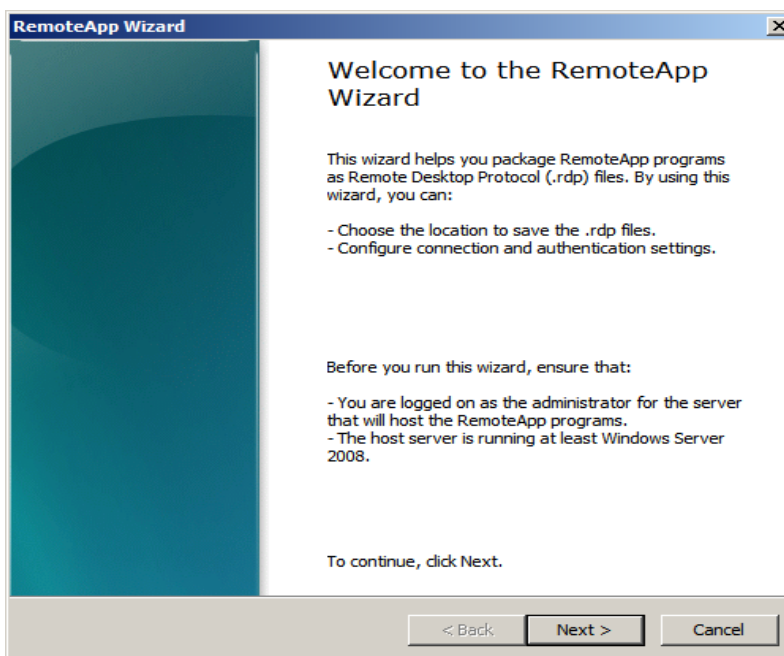 RemoteApp Wizard
Welcome to the RemoteApp
Wizard
This wizard helps you package RemoteApp programs
as Remote Desktop Protocol (.rdp) files. By using this
wizard, you can:
- Choose the location to save the .rdp files.
- Configure connection and authentication settings.
Before you run this wizard, ensure that:
- You are logged on as the administrator for the server
that will host the RemoteApp programs.
- The host server is running at least Windows Server
2008.
To continue, click Next.
< Back Next > Cancel